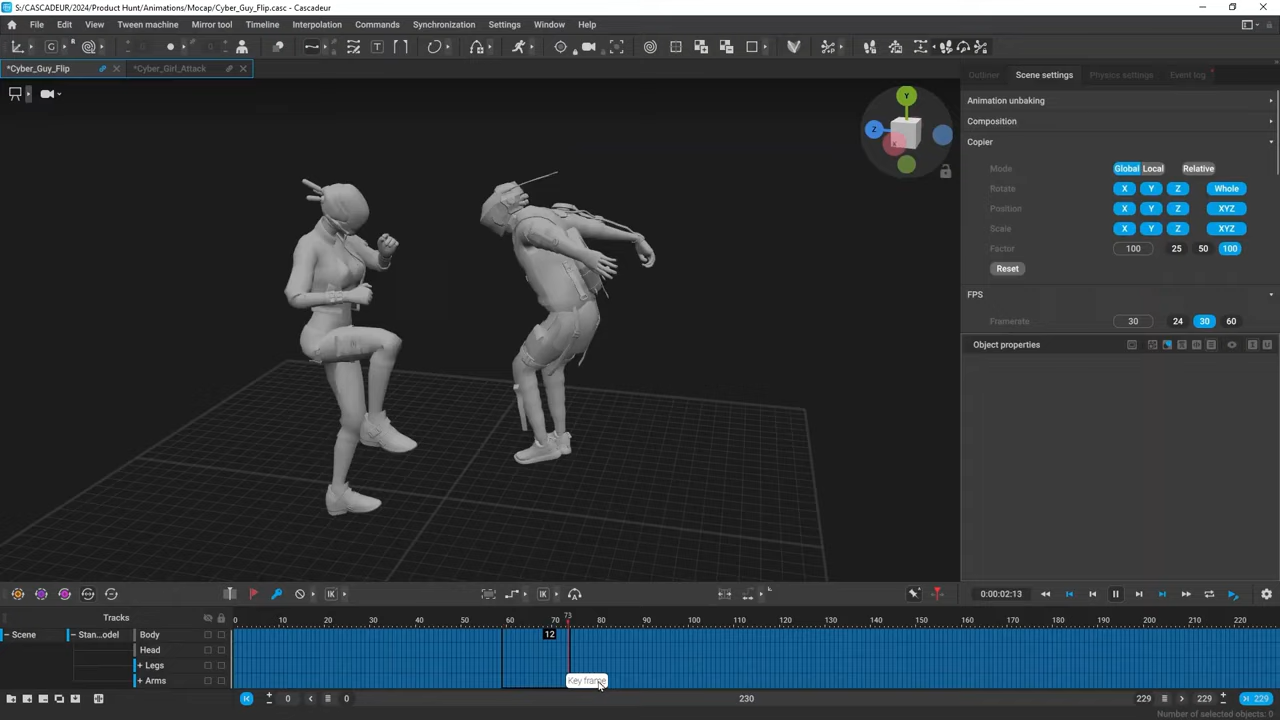 S:/CASCADEUR/2024/Product Hunt/Animations/Mocap/Cyber_Guy_Flip.casc - Cascadeur
File Edit View Tween machine Mirror tool Timeline Interpolation Commands Synchronization Settings Window Help
*Cyber_Guy_Flip *Cyber_Girl_Attack
Outliner Scene settings Physics settings Event log
Animation unbaking
Composition
Copier
Mode Global Local Relative
Rotate X Y Z Whole
Position X Y Z XYZ
Scale X Y Z XYZ
Factor 100 25 50 100
Reset
FPS
Framerate 30 24 30 60
Object properties
Y
Z
IK IK 0:00:02:13
Tracks
73
0 10 20 30 40 50 60 70 80 90 100 110 120 130 140 150 160 170 180 190 200 210 220
Scene Stan...odel Body
12
Head
+ Legs
+ Arms
Key frame
0 0 230 229 229 229
Number of selected objects: 0